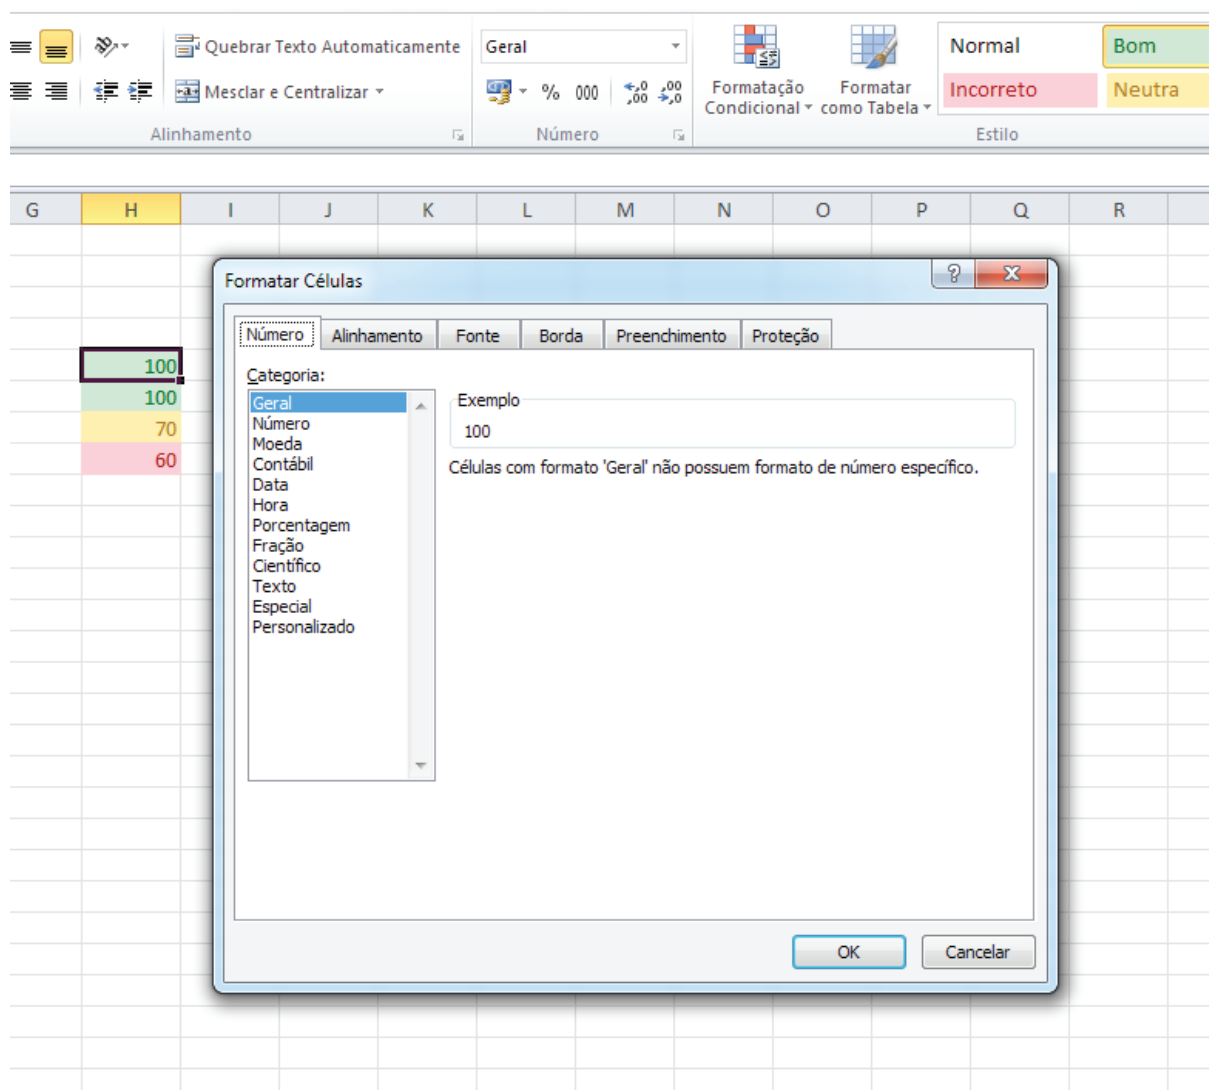 Quebrar Texto Automaticamente
Geral
Normal
Bom
Mesclar e Centralizar
% 000 ,00 ,00 ,0
Formatação Condicional
Formatar como Tabela
Incorreto
Neutra
Alinhamento
Número
Estilo
G H I J K L M N O P Q R
Formatar Células
?
Número Alinhamento Fonte Borda Preenchimento Proteção
100
100
70
60
Categoria:
Geral
Número
Moeda
Contábil
Data
Hora
Porcentagem
Fração
Científico
Texto
Especial
Personalizado
Exemplo
100
Células com formato 'Geral' não possuem formato de número específico.
OK
Cancelar